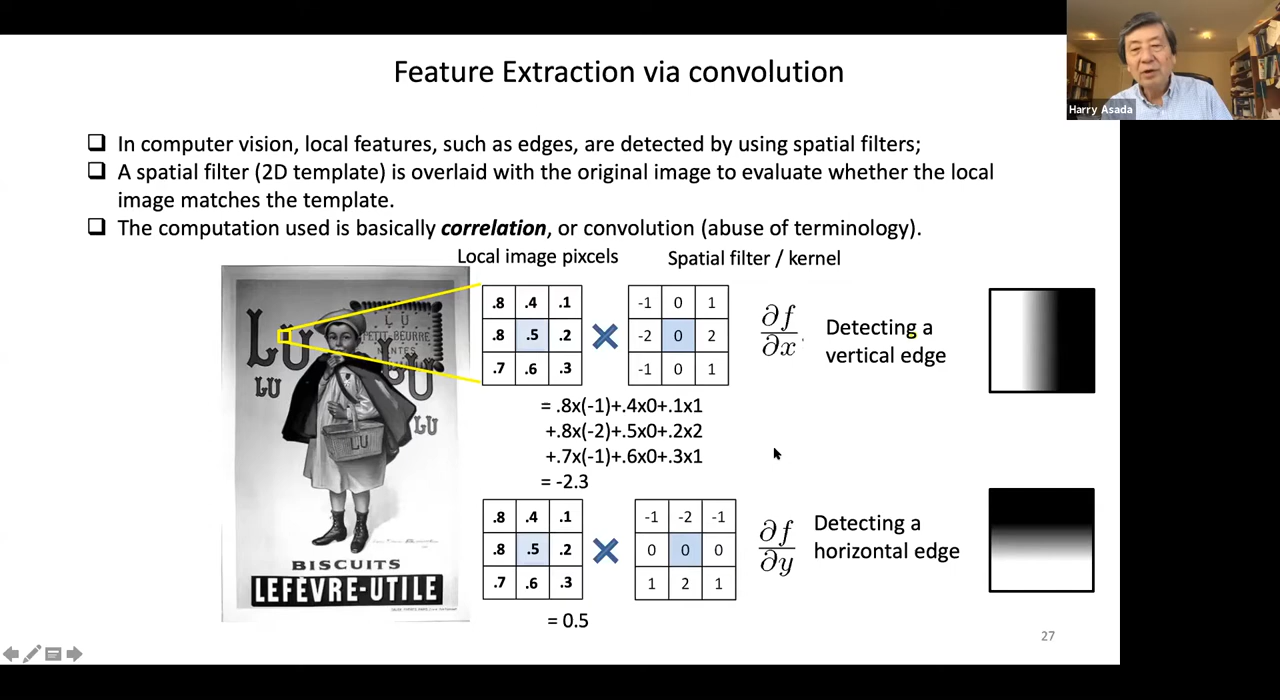 Feature Extraction via convolution
Harry Asada
❑ In computer vision, local features, such as edges, are detected by using spatial filters;
❑ A spatial filter (2D template) is overlaid with the original image to evaluate whether the local
image matches the template.
❑ The computation used is basically correlation, or convolution (abuse of terminology).
Local image pixcels
Spatial filter / kernel
LU
LU
PETIT-BEURRE
NANTES
LU
LU
LU
LU
BISCUITS
LEFÈVRE-UTILE
.8 .4 .1
.8 .5 .2
.7 .6 .3
×
-1 0 1
-2 0 2
-1 0 1
∂f
∂x
Detecting a
vertical edge
= .8x(-1)+.4x0+.1x1
+.8x(-2)+.5x0+.2x2
+.7x(-1)+.6x0+.3x1
= -2.3
.8 .4 .1
.8 .5 .2
.7 .6 .3
×
-1 -2 -1
0 0 0
1 2 1
∂f
∂y
Detecting a
horizontal edge
= 0.5
27